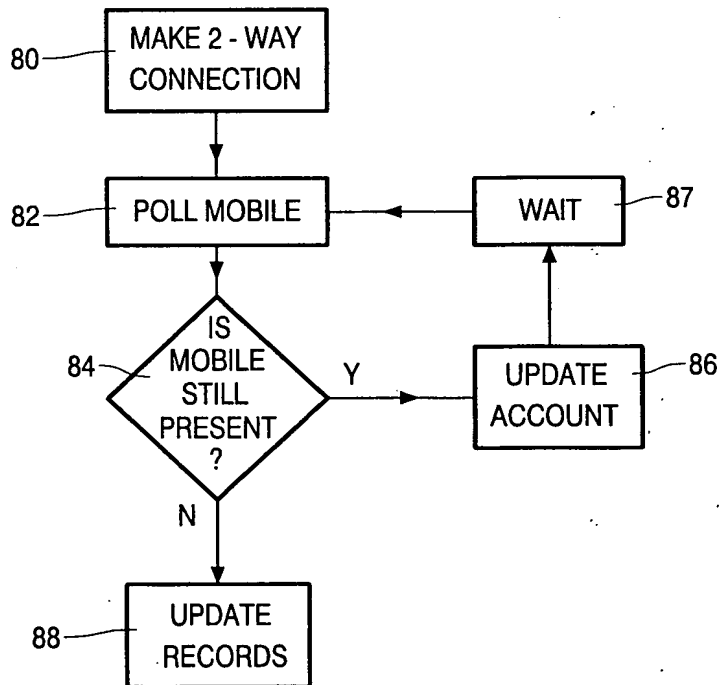 80
MAKE 2 - WAY
CONNECTION
82
POLL MOBILE
WAIT
87
84
IS
MOBILE
STILL
PRESENT
?
Y
UPDATE
ACCOUNT
86
N
88
UPDATE
RECORDS